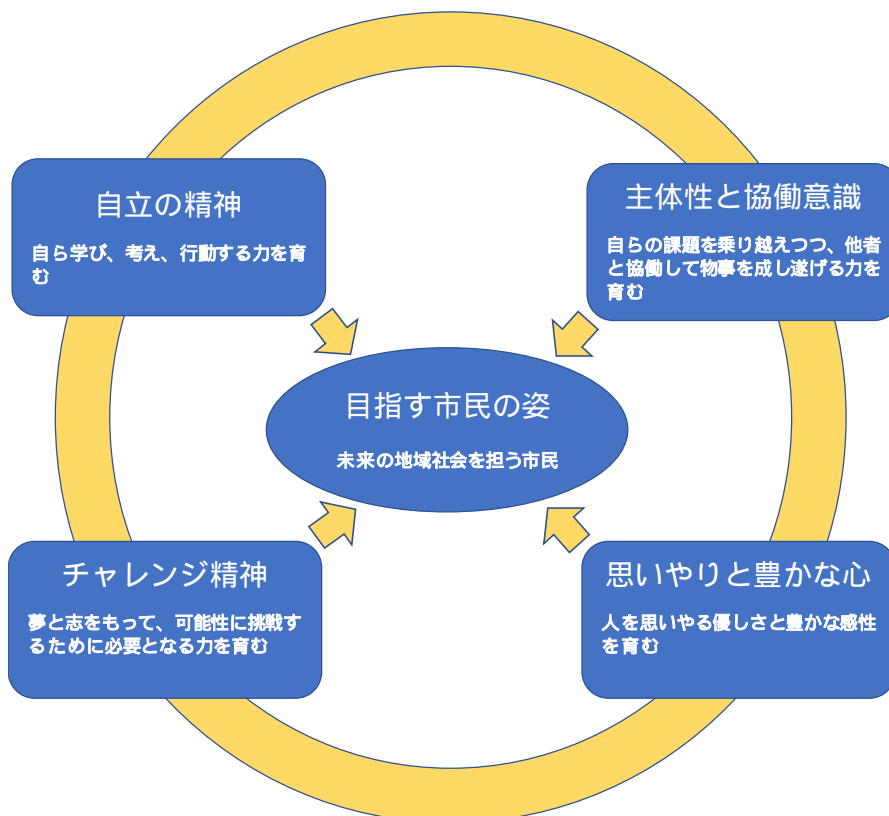 自立の精神
自ら学び、考え、行動する力を育
む
主体性と協働意識
自らの課題を乗り越えつつ、他者
と協働して物事を成し遂げる力を
育む
目指す市民の姿
未来の地域社会を担う市民
チャレンジ精神
夢と志をもって、可能性に挑戦す
るために必要となる力を育む
思いやりと豊かな心
人を思いやる優しさと豊かな感性
を育む